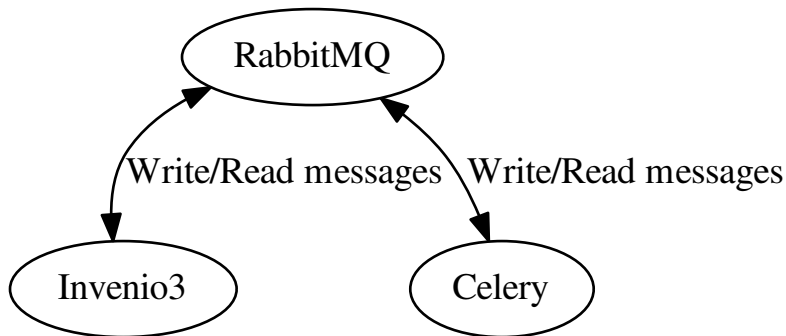 RabbitMQ
Write/Read messages
Write/Read messages
Invenio3
Celery